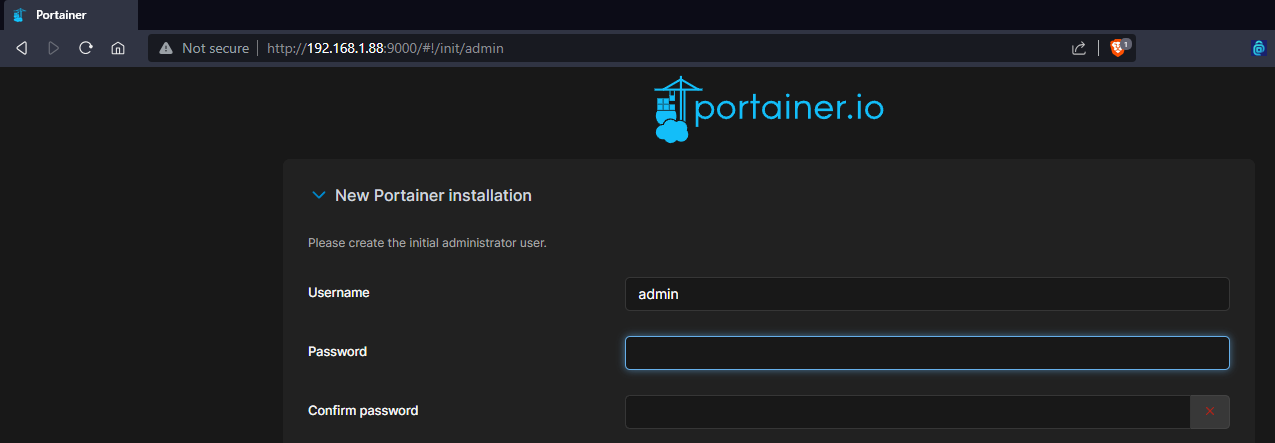 Portainer
Not secure http://192.168.1.88:9000/#!/init/admin 1
portainer.io
New Portainer installation
Please create the initial administrator user.
Username admin
Password
Confirm password